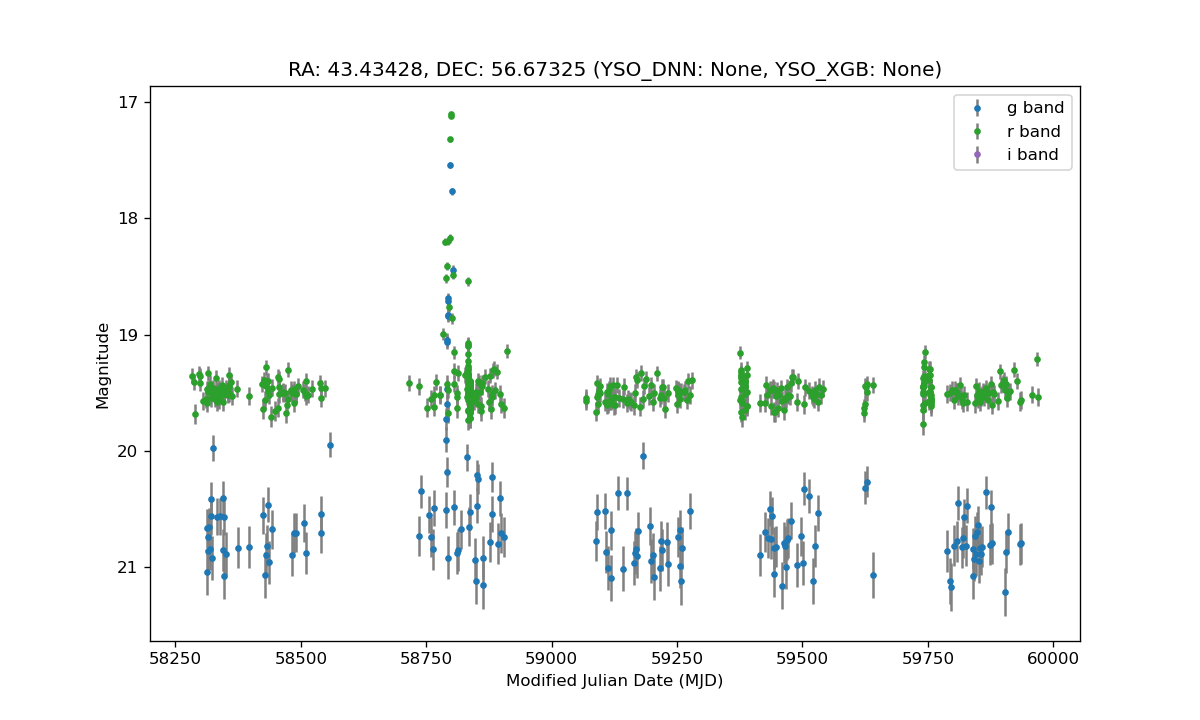 RA: 43.43428, DEC: 56.67325 (YSO_DNN: None, YSO_XGB: None)
g band
r band
i band
17
18
19
20
21
Magnitude
58250 58500 58750 59000 59250 59500 59750 60000
Modified Julian Date (MJD)